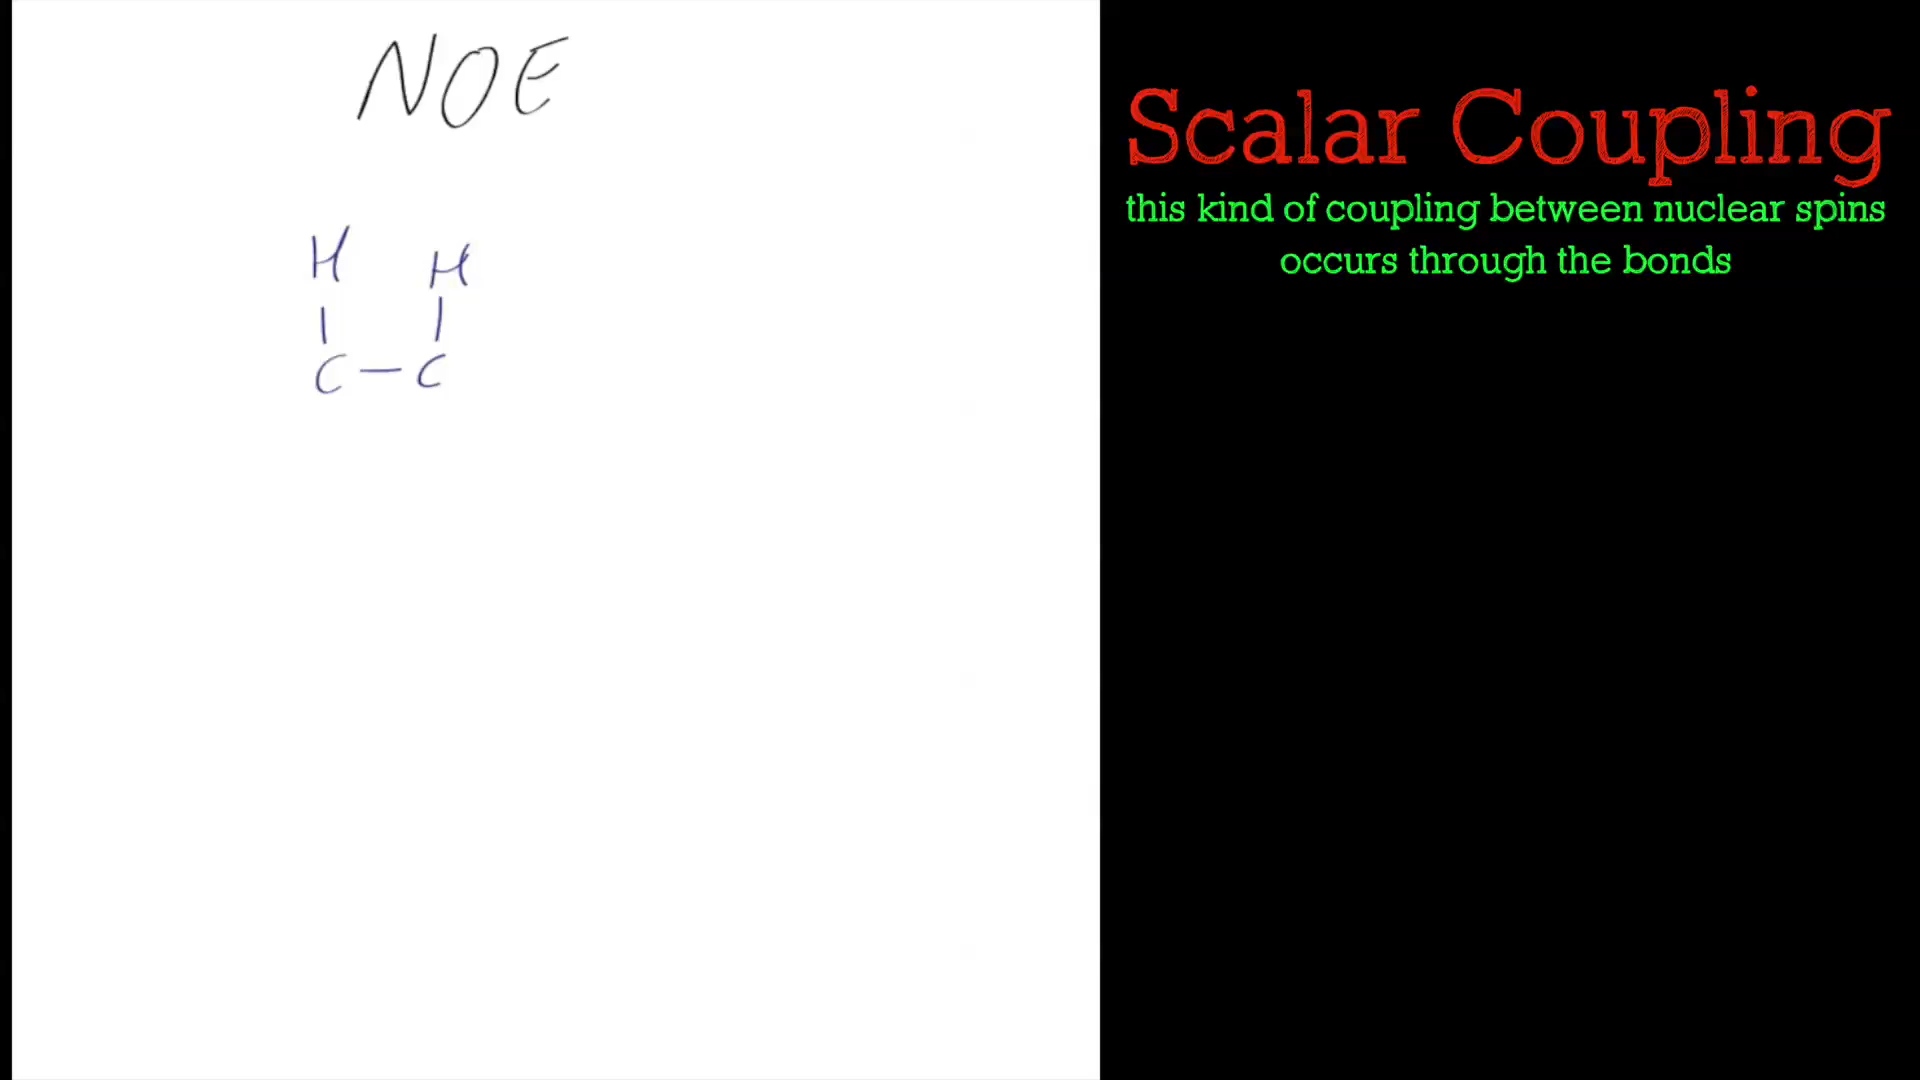 NOE
H H
C - C
Scalar Coupling
this kind of coupling between nuclear spins
occurs through the bonds